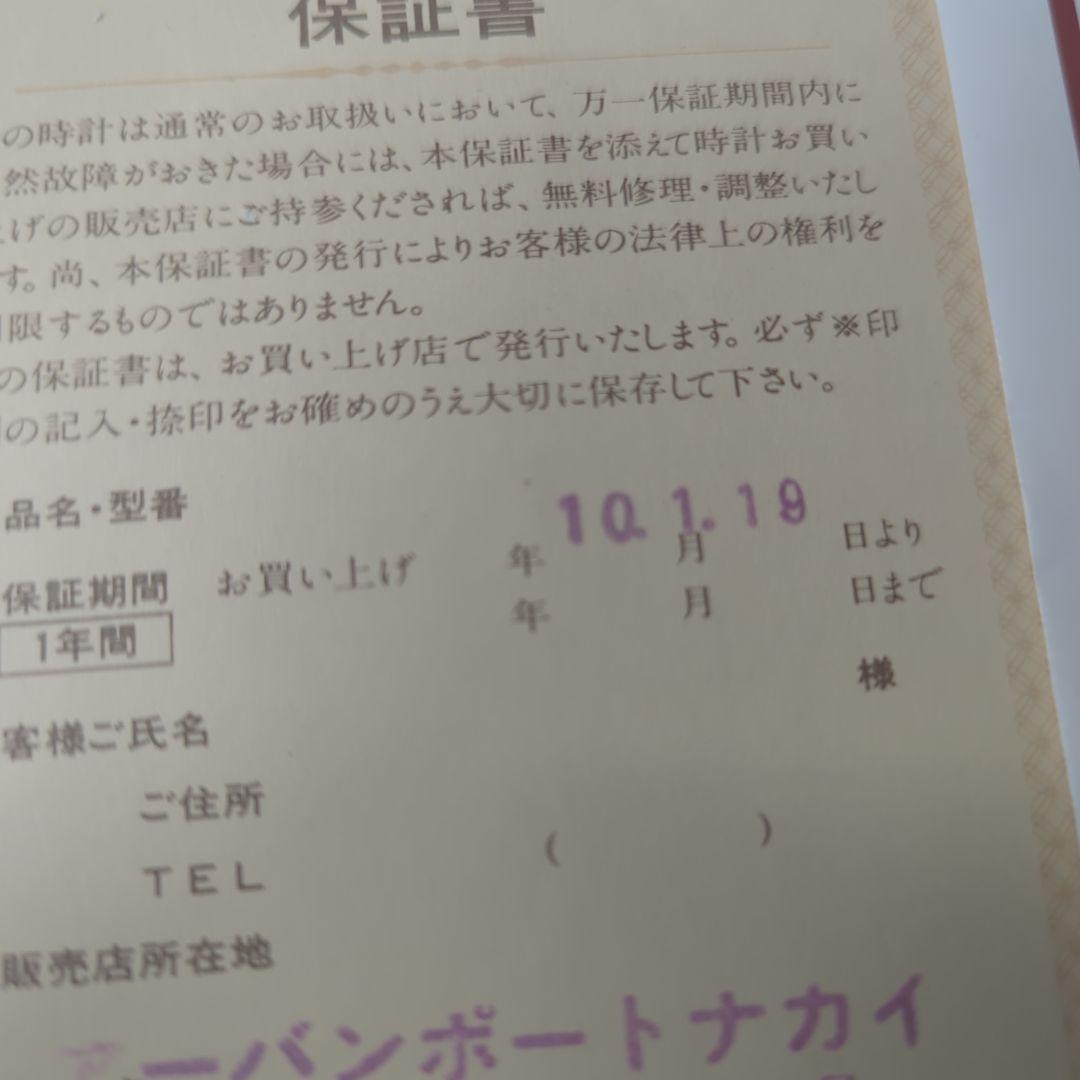 保証書
の時計は通常のお取扱いにおいて、万一保証期間内に
然故障がおきた場合には、本保証書を添えて時計お買い
上げの販売店にご持参くだされば、無料修理・調整いたし
す。尚、本保証書の発行によりお客様の法律上の権利を
限するものではありません。
の保証書は、お買い上げ店で発行いたします。必ず※印
の記入・捺印をお確めのうえ大切に保存して下さい。
品名・型番
10.1.19
保証期間 お買い上げ 年 月 日より
1年間 年 月 日まで
様
客様ご氏名
ご住所
TEL ( )
販売店所在地
アーバンポートナカイ